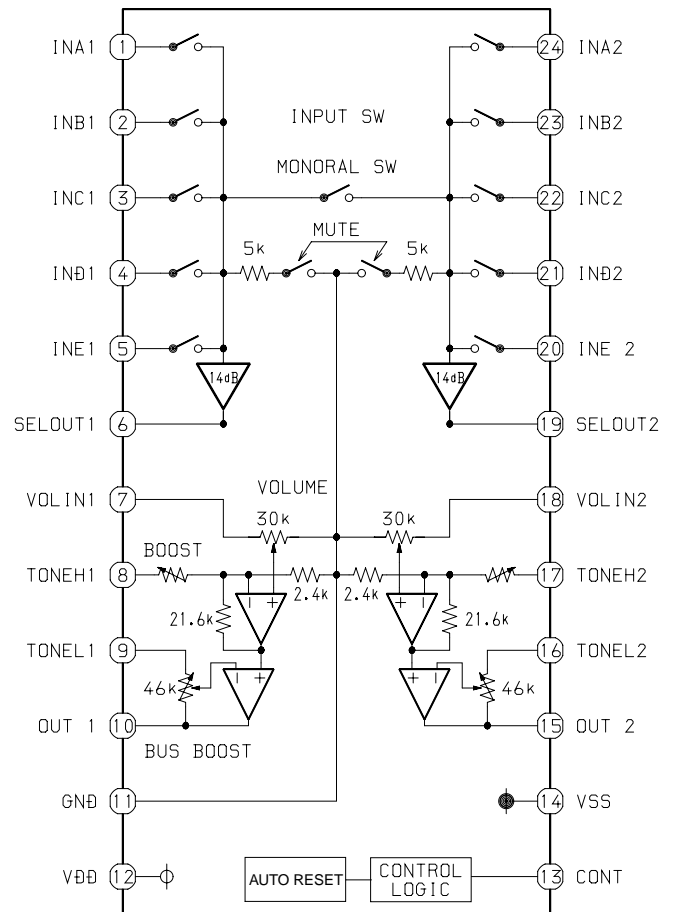 INA1 1 24 INA2
INB1 2 INPUT SW 23 INB2
MONORAL SW
INC1 3 22 INC2
MUTE
5k 5k
IND1 4 21 IND2
INE1 5 20 INE 2
14dB 14dB
SELOUT1 6 19 SELOUT2
VOLUME
VOLIN1 7 18 VOLIN2
30k 30k
BOOST
TONEH1 8 17 TONEH2
2.4k 2.4k
− + + −
21.6k 21.6k
TONEL1 9 16 TONEL2
− + + −
46k 46k
OUT 1 10 15 OUT 2
BUS BOOST
GND 11 14 VSS
VDD 12 AUTO RESET CONTROL LOGIC 13 CONT